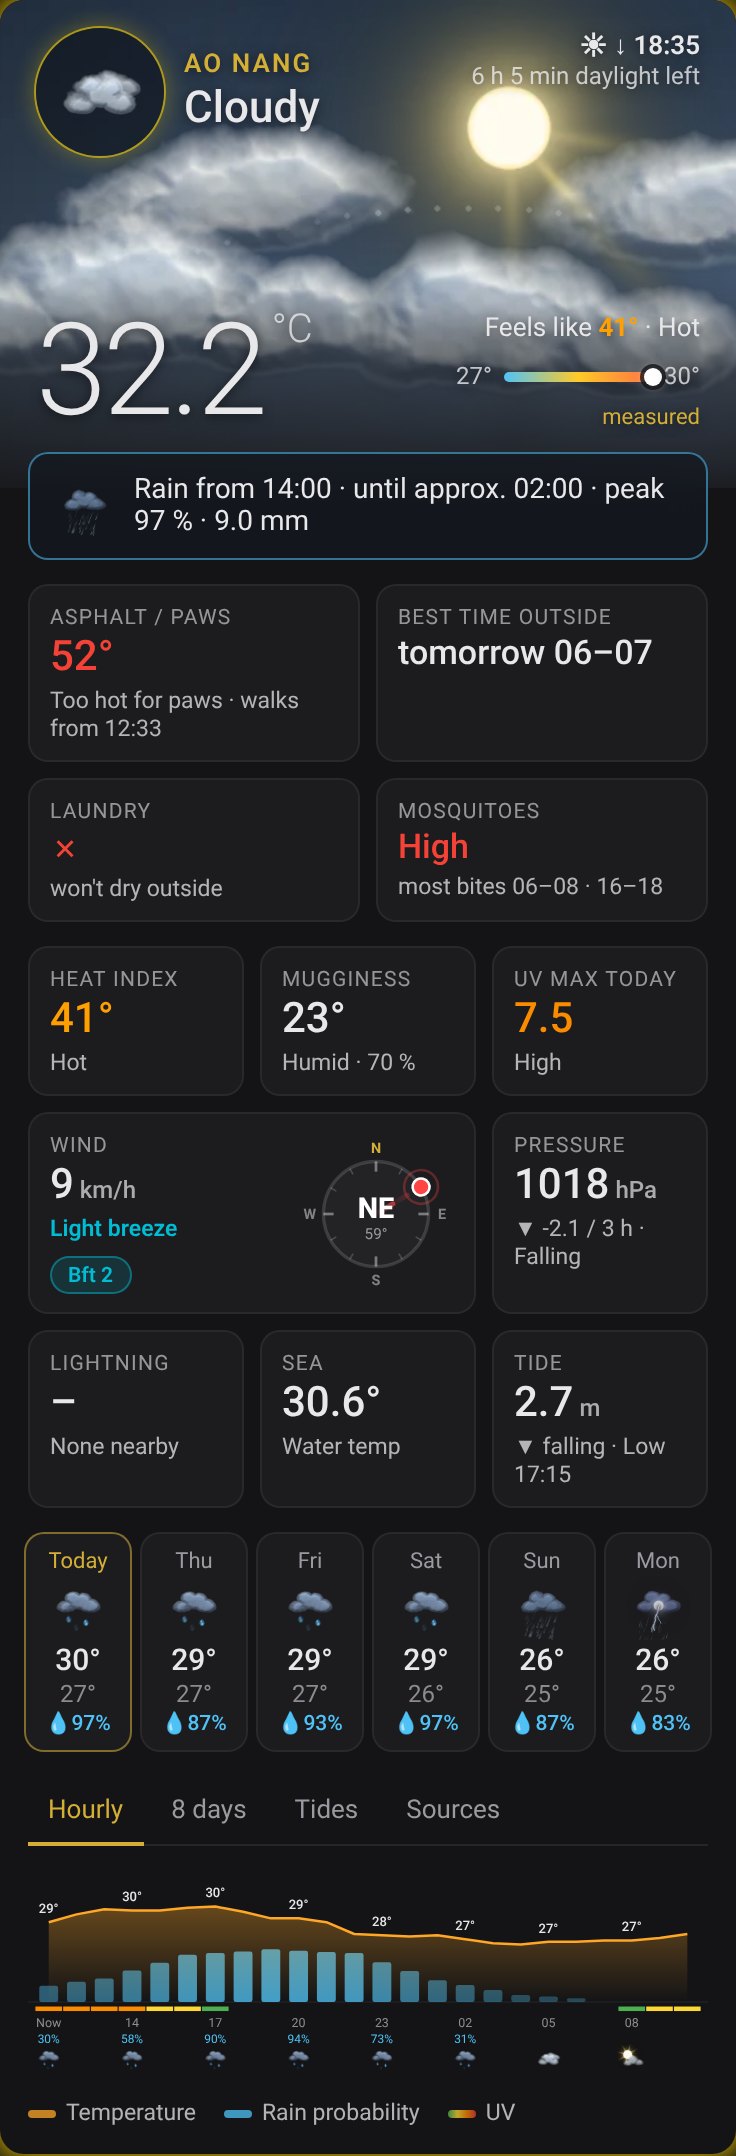 AO NANG
Cloudy
☀ ↓ 18:35
6 h 5 min daylight left
32.2 °C
Feels like 41° · Hot
27° 30°
measured
Rain from 14:00 · until approx. 02:00 · peak
97 % · 9.0 mm
ASPHALT / PAWS
52°
Too hot for paws · walks
from 12:33
BEST TIME OUTSIDE
tomorrow 06–07
LAUNDRY
×
won't dry outside
MOSQUITOES
High
most bites 06–08 · 16–18
HEAT INDEX
41°
Hot
MUGGINESS
23°
Humid · 70 %
UV MAX TODAY
7.5
High
WIND
9 km/h
Light breeze
Bft 2
N
W NE E
59°
S
PRESSURE
1018 hPa
▼ -2.1 / 3 h ·
Falling
LIGHTNING
–
None nearby
SEA
30.6°
Water temp
TIDE
2.7 m
▼ falling · Low
17:15
Today Thu Fri Sat Sun Mon
30° 29° 29° 29° 26° 26°
27° 27° 27° 26° 25° 25°
97% 87% 93% 97% 87% 83%
Hourly 8 days Tides Sources
29° 30° 30° 29° 28° 27° 27° 27°
Now 14 17 20 23 02 05 08
30% 58% 90% 94% 73% 31%
Temperature Rain probability UV